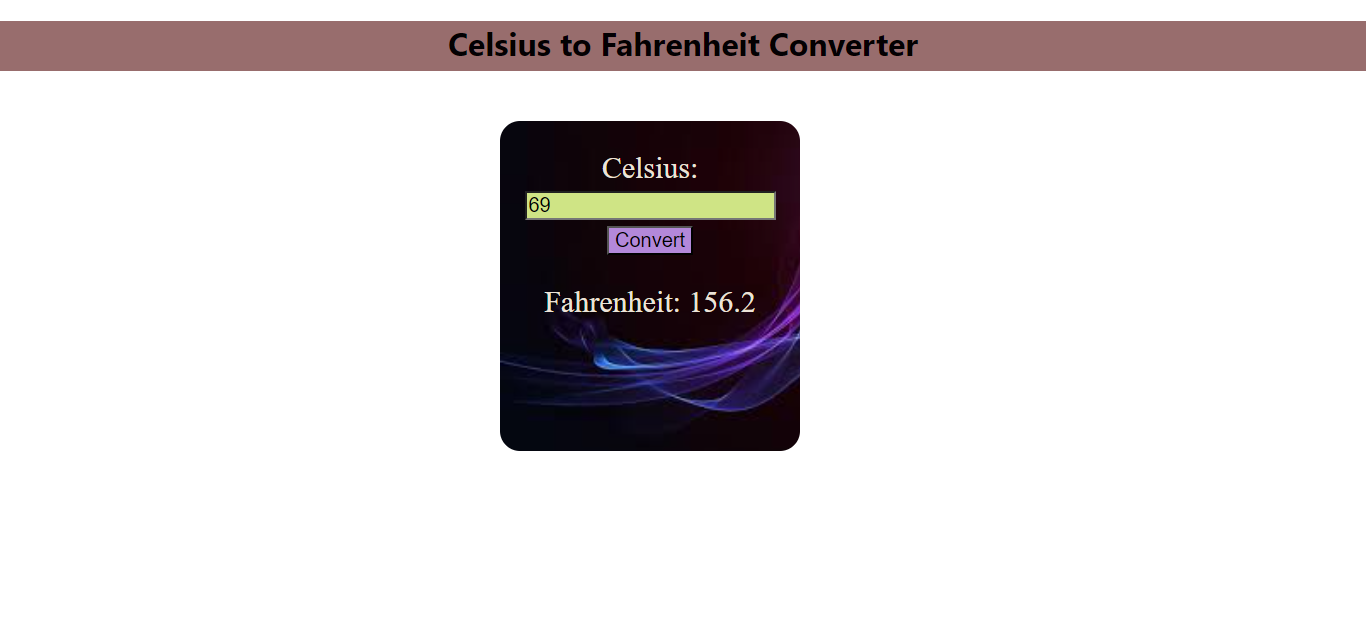 Celsius to Fahrenheit Converter
Celsius:
69
Convert
Fahrenheit: 156.2